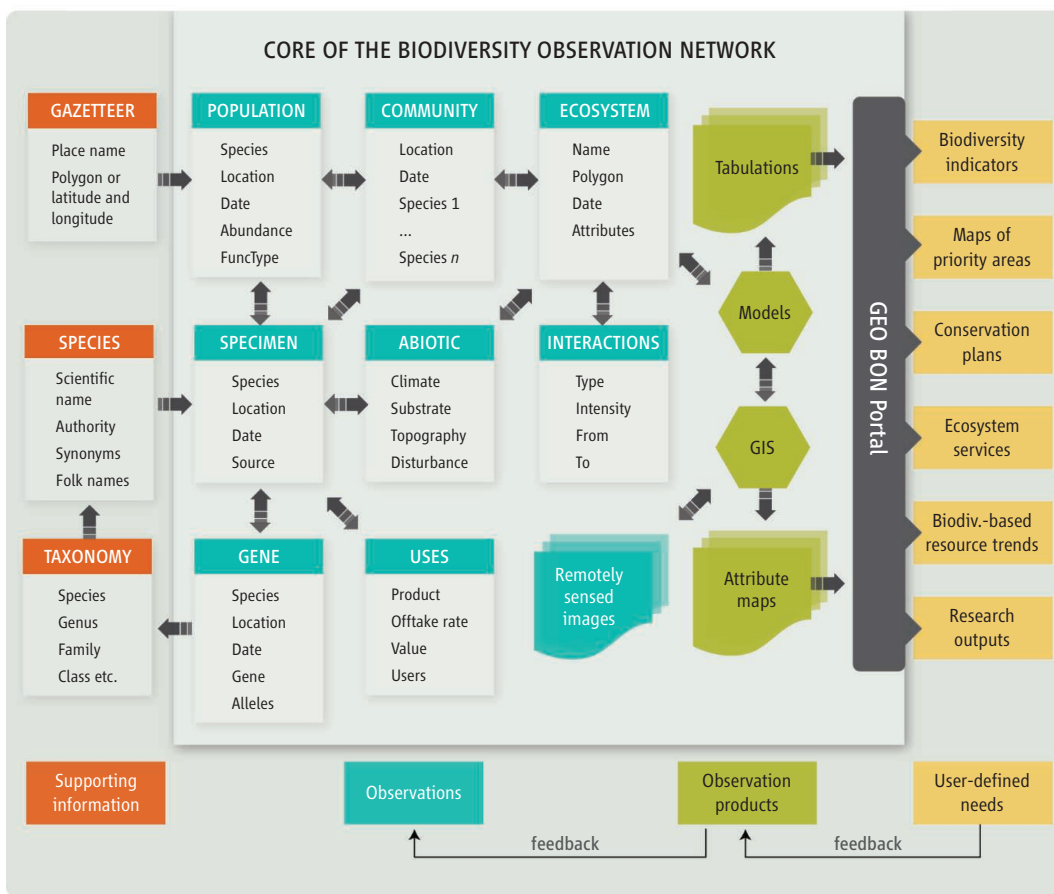 CORE OF THE BIODIVERSITY OBSERVATION NETWORK
GAZETTEER
Place name
Polygon or
latitude and
longitude
POPULATION
Species
Location
Date
Abundance
FuncType
COMMUNITY
Location
Date
Species 1
...
Species n
ECOSYSTEM
Name
Polygon
Date
Attributes
Tabulations
Models
GIS
SPECIES
Scientific
name
Authority
Synonyms
Folk names
SPECIMEN
Species
Location
Date
Source
ABIOTIC
Climate
Substrate
Topography
Disturbance
INTERACTIONS
Type
Intensity
From
To
TAXONOMY
Species
Genus
Family
Class etc.
GENE
Species
Location
Date
Gene
Alleles
USES
Product
Offtake rate
Value
Users
Remotely
sensed
images
Attribute
maps
GEO BON Portal
Biodiversity
indicators
Maps of
priority areas
Conservation
plans
Ecosystem
services
Biodiv.-based
resource trends
Research
outputs
Supporting
information
Observations
Observation
products
User-defined
needs
feedback
feedback